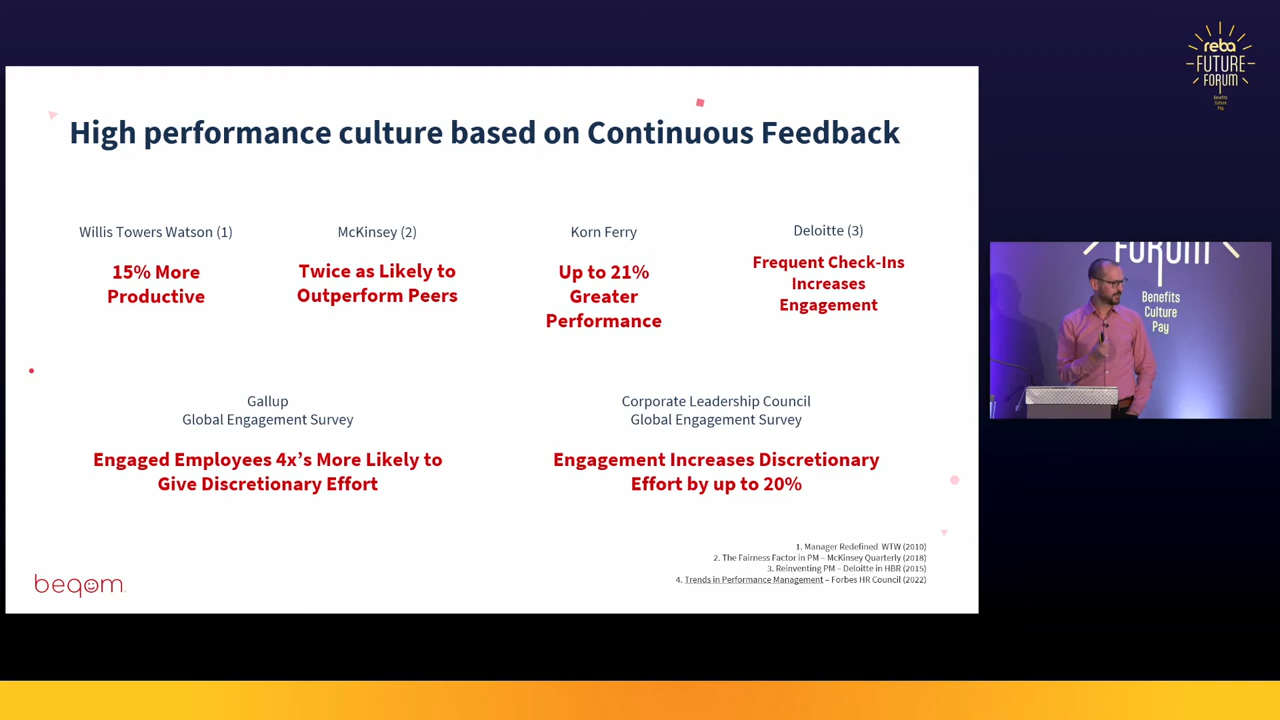 reba
FUTURE
FORUM
Benefits
Culture
Pay
High performance culture based on Continuous Feedback
Willis Towers Watson (1)
15% More
Productive
McKinsey (2)
Twice as Likely to
Outperform Peers
Korn Ferry
Up to 21%
Greater
Performance
Deloitte (3)
Frequent Check-Ins
Increases
Engagement
FORUM
Benefits
Culture
Pay
Gallup
Global Engagement Survey
Engaged Employees 4x’s More Likely to
Give Discretionary Effort
Corporate Leadership Council
Global Engagement Survey
Engagement Increases Discretionary
Effort by up to 20%
1. Manager Redefined WTW (2010)
2. The Fairness Factor in PM – McKinsey Quarterly (2018)
3. Reinventing PM – Deloitte in HBR (2015)
4. Trends in Performance Management – Forbes HR Council (2022)
beqom